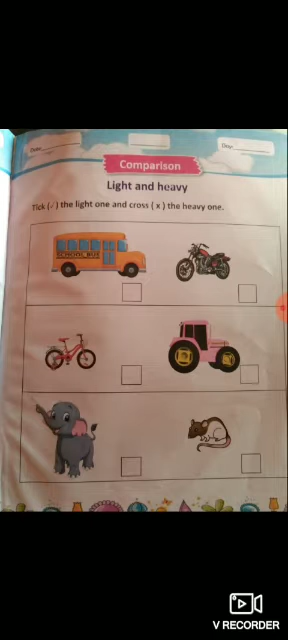 Date:
Day:
Comparison
Light and heavy
Tick (✓) the light one and cross ( x ) the heavy one.
SCHOOL BUS
V RECORDER